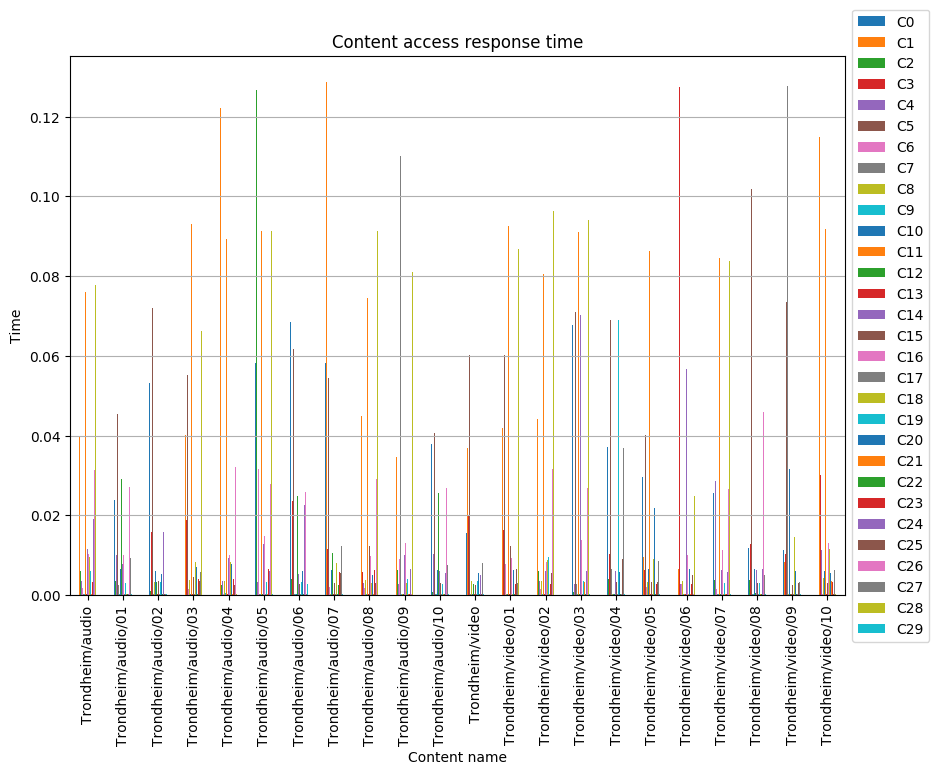 Content access response time
Time
0.12
0.10
0.08
0.06
0.04
0.02
0.00
Trondheim/audio
Trondheim/audio/01
Trondheim/audio/02
Trondheim/audio/03
Trondheim/audio/04
Trondheim/audio/05
Trondheim/audio/06
Trondheim/audio/07
Trondheim/audio/08
Trondheim/audio/09
Trondheim/audio/10
Trondheim/video
Trondheim/video/01
Trondheim/video/02
Trondheim/video/03
Trondheim/video/04
Trondheim/video/05
Trondheim/video/06
Trondheim/video/07
Trondheim/video/08
Trondheim/video/09
Trondheim/video/10
Content name
C0
C1
C2
C3
C4
C5
C6
C7
C8
C9
C10
C11
C12
C13
C14
C15
C16
C17
C18
C19
C20
C21
C22
C23
C24
C25
C26
C27
C28
C29